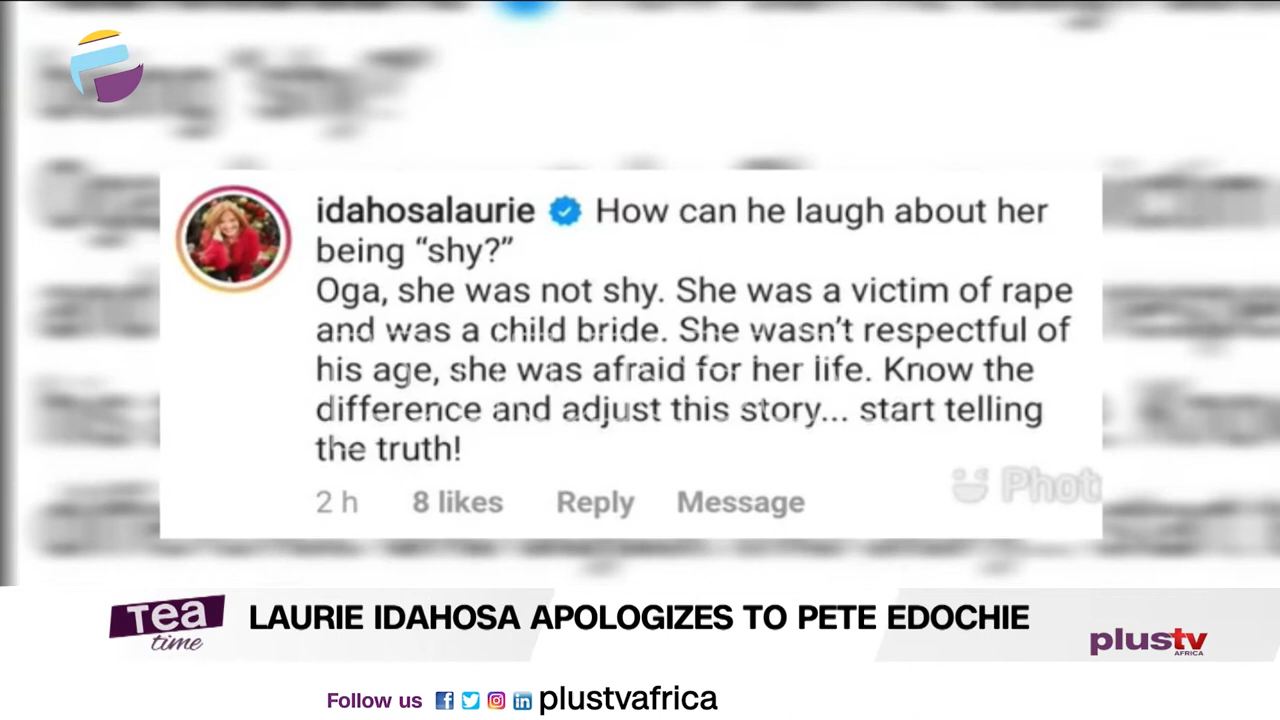 idahosalaurie How can he laugh about her
being “shy?”
Oga, she was not shy. She was a victim of rape
and was a child bride. She wasn't respectful of
his age, she was afraid for her life. Know the
difference and adjust this story... start telling
the truth!
2 h 8 likes Reply Message
Phot
Tea
time
LAURIE IDAHOSA APOLOGIZES TO PETE EDOCHIE
plustv
AFRICA
Follow us plustvafrica